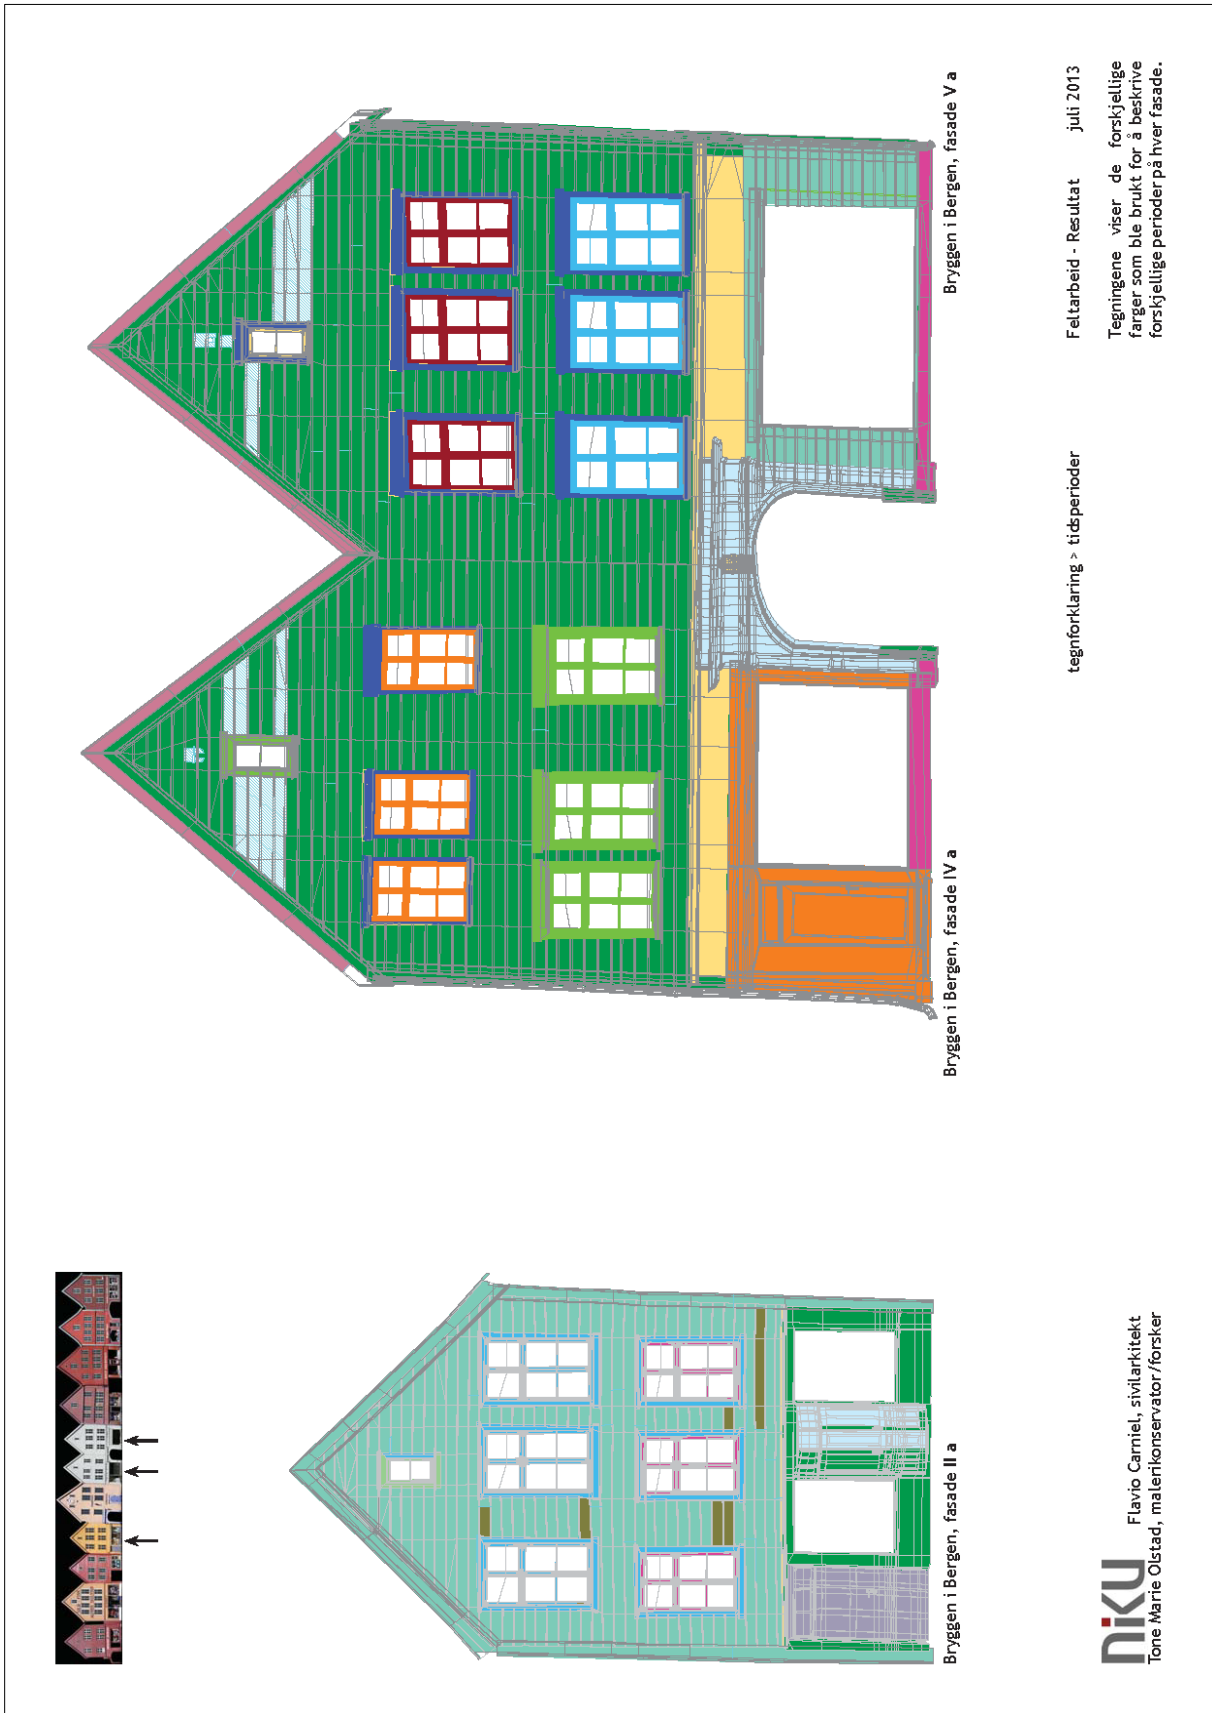 Bryggen i Bergen, fasade II a
Bryggen i Bergen, fasade IV a
Bryggen i Bergen, fasade V a
niku
Flavio Carniel, sivilarkitekt
Tone Marie Olstad, malerikonservator/forsker
tegnforklaring > tidsperioder
Feltarbeid - Resultat juli 2013
Tegningene viser de forskjellige
farger som ble brukt for å beskrive
forskjellige perioder på hver fasade.